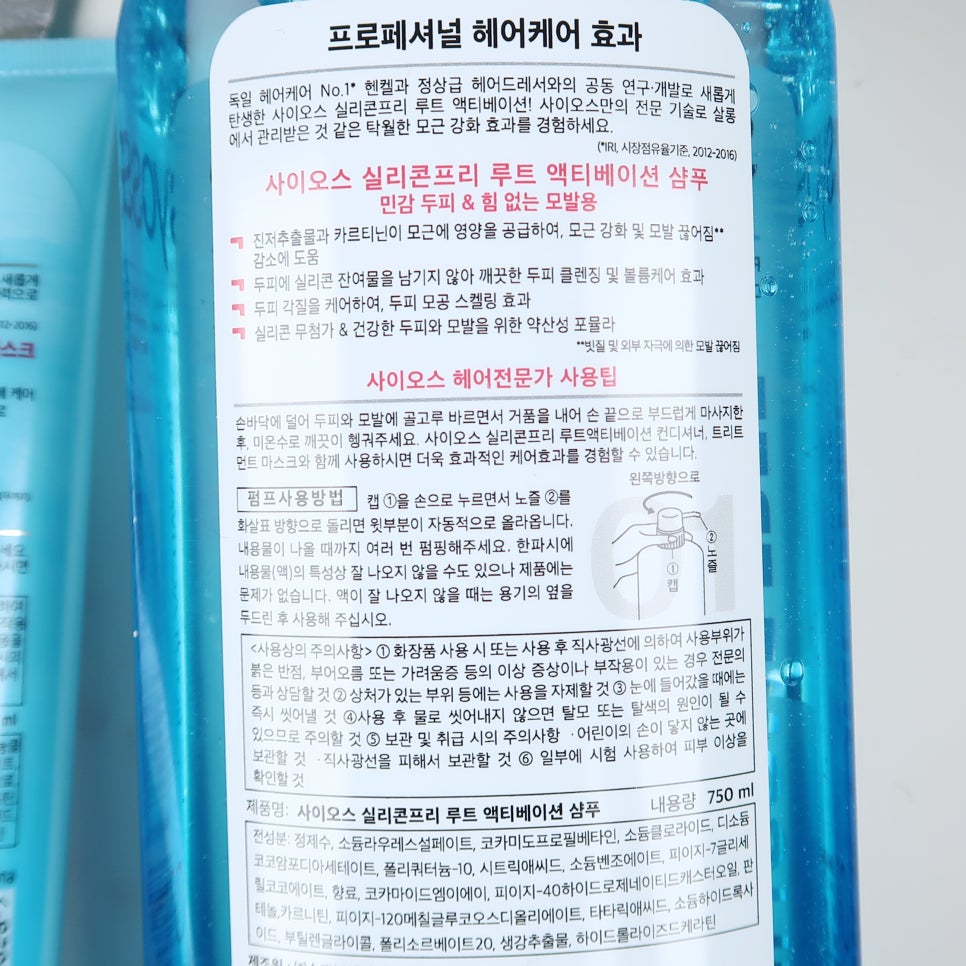 프로페셔널 헤어케어 효과
독일 헤어케어 No.1* 헨켈과 정상급 헤어드레서와의 공동 연구·개발로 새롭게
탄생한 사이오스 실리콘프리 루트 액티베이션! 사이오스만의 전문 기술로 살롱
에서 관리받은 것 같은 탁월한 모근 강화 효과를 경험하세요.
(*IRI, 시장점유율기준, 2012-2016)
사이오스 실리콘프리 루트 액티베이션 샴푸
민감 두피 & 힘 없는 모발용
진저추출물과 카르티닌이 모근에 영양을 공급하여, 모근 강화 및 모발 끊어짐**
감소에 도움
두피에 실리콘 잔여물을 남기지 않아 깨끗한 두피 클렌징 및 볼륨케어 효과
두피 각질을 케어하여, 두피 모공 스켈링 효과
실리콘 무첨가 & 건강한 두피와 모발을 위한 약산성 포뮬라
**빗질 및 외부 자극에 의한 모발 끊어짐
사이오스 헤어전문가 사용팁
손바닥에 덜어 두피와 모발에 골고루 바르면서 거품을 내어 손 끝으로 부드럽게 마사지한
후, 미온수로 깨끗이 헹궈주세요. 사이오스 실리콘프리 루트액티베이션 컨디셔너, 트리트
먼트 마스크와 함께 사용하시면 더욱 효과적인 케어효과를 경험할 수 있습니다.
왼쪽방향으로
펌프사용방법 캡 ①을 손으로 누르면서 노즐 ②를
화살표 방향으로 돌리면 윗부분이 자동적으로 올라옵니다.
내용물이 나올 때까지 여러 번 펌핑해주세요. 한파시에
내용물(액)의 특성상 잘 나오지 않을 수도 있으나 제품에는
문제가 없습니다. 액이 잘 나오지 않을 때는 용기의 옆을
두드린 후 사용해 주십시오.
② 노즐
① 캡
01
<사용상의 주의사항> ① 화장품 사용 시 또는 사용 후 직사광선에 의하여 사용부위가
붉은 반점, 부어오름 또는 가려움증 등의 이상 증상이나 부작용이 있는 경우 전문의
등과 상담할 것 ② 상처가 있는 부위 등에는 사용을 자제할 것 ③ 눈에 들어갔을 때에는
즉시 씻어낼 것 ④사용 후 물로 씻어내지 않으면 탈모 또는 탈색의 원인이 될 수
있으므로 주의할 것 ⑤ 보관 및 취급 시의 주의사항 ·어린이의 손이 닿지 않는 곳에
보관할 것 ·직사광선을 피해서 보관할 것 ⑥ 일부에 시험 사용하여 피부 이상을
확인할 것
제품명: 사이오스 실리콘프리 루트 액티베이션 샴푸 내용량 750 ml
전성분: 정제수, 소듐라우레스설페이트, 코카미도프로필베타인, 소듐클로라이드, 디소듐
코코암포디아세테이트, 폴리쿼터늄-10, 시트릭애씨드, 소듐벤조에이트, 피이지-7글리세
릴코코에이트, 향료, 코카마이드엠이에이, 피이지-40하이드로제네이티드캐스터오일, 판
테놀,카르니틴, 피이지-120메칠글루코오스디올리에이트, 타타릭애씨드, 소듐하이드록사
이드, 부틸렌글라이콜, 폴리소르베이트20, 생강추출물, 하이드롤라이즈드케라틴